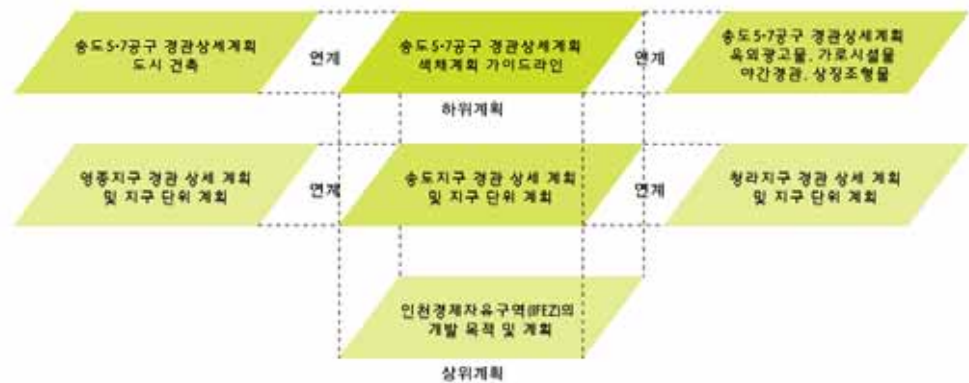 송도5•7공구 경관상세계획
도시 건축
연계
송도5•7공구 경관상세계획
색채계획 가이드라인
연계
송도5•7공구 경관상세계획
옥외광고물, 가로시설물
야간경관, 상징조형물
하위계획
영종지구 경관 상세 계획
및 지구 단위 계획
연계
송도지구 경관 상세 계획
및 지구 단위 계획
연계
청라지구 경관 상세 계획
및 지구 단위 계획
인천경제자유구역(IFEZ)의
개발 목적 및 계획
상위계획